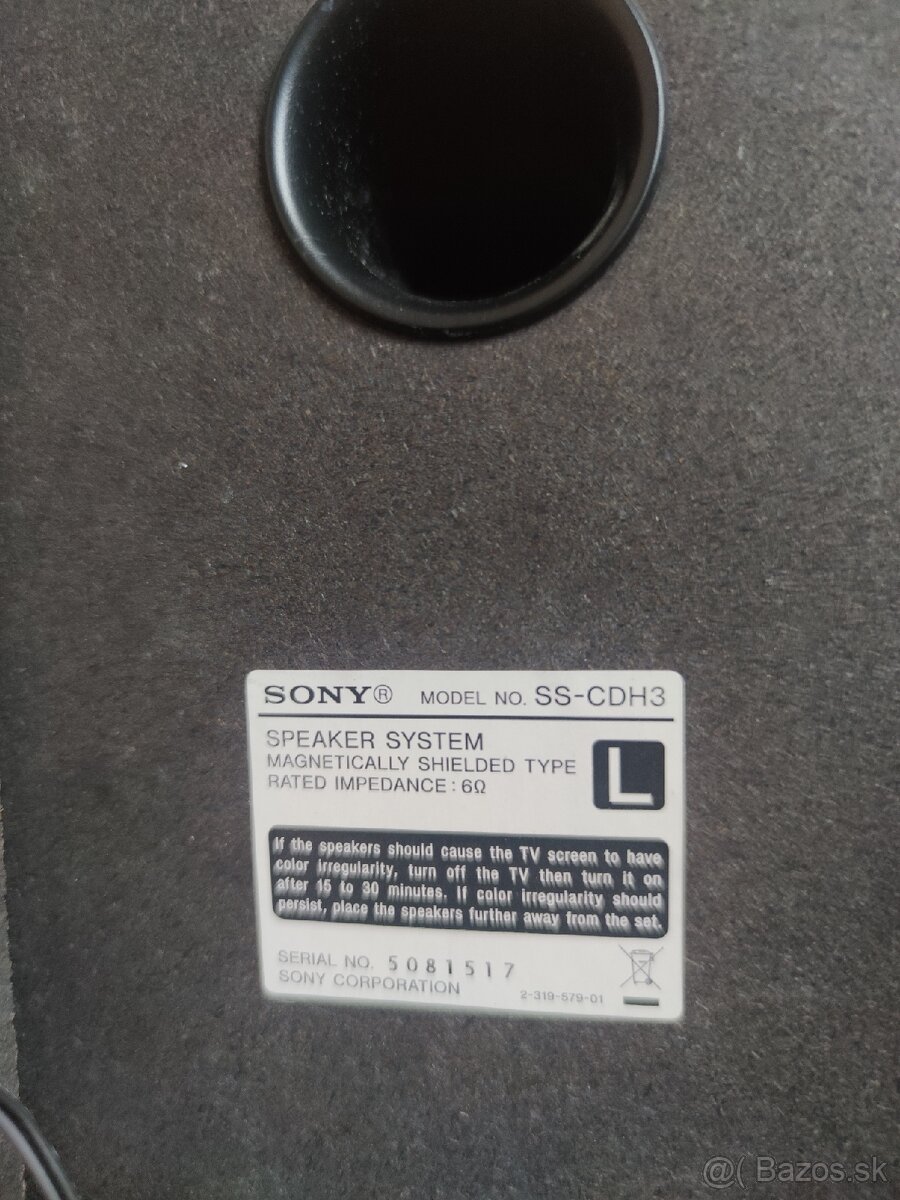 SONY® MODEL NO. SS-CDH3
SPEAKER SYSTEM
MAGNETICALLY SHIELDED TYPE
RATED IMPEDANCE : 6Ω
L
If the speakers should cause the TV screen to have
color irregularity, turn off the TV then turn it on
after 15 to 30 minutes. If color irregularity should
persist, place the speakers further away from the set.
SERIAL NO. 5081517
SONY CORPORATION
2-319-579-01
@( Bazos.sk